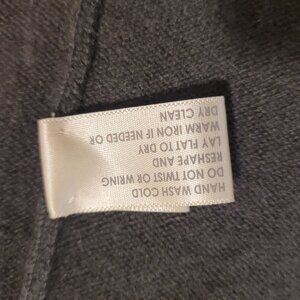 HAND WASH COLD
DO NOT TWIST OR WRING
RESHAPE AND
LAY FLAT TO DRY
WARM IRON IF NEEDED OR
DRY CLEAN